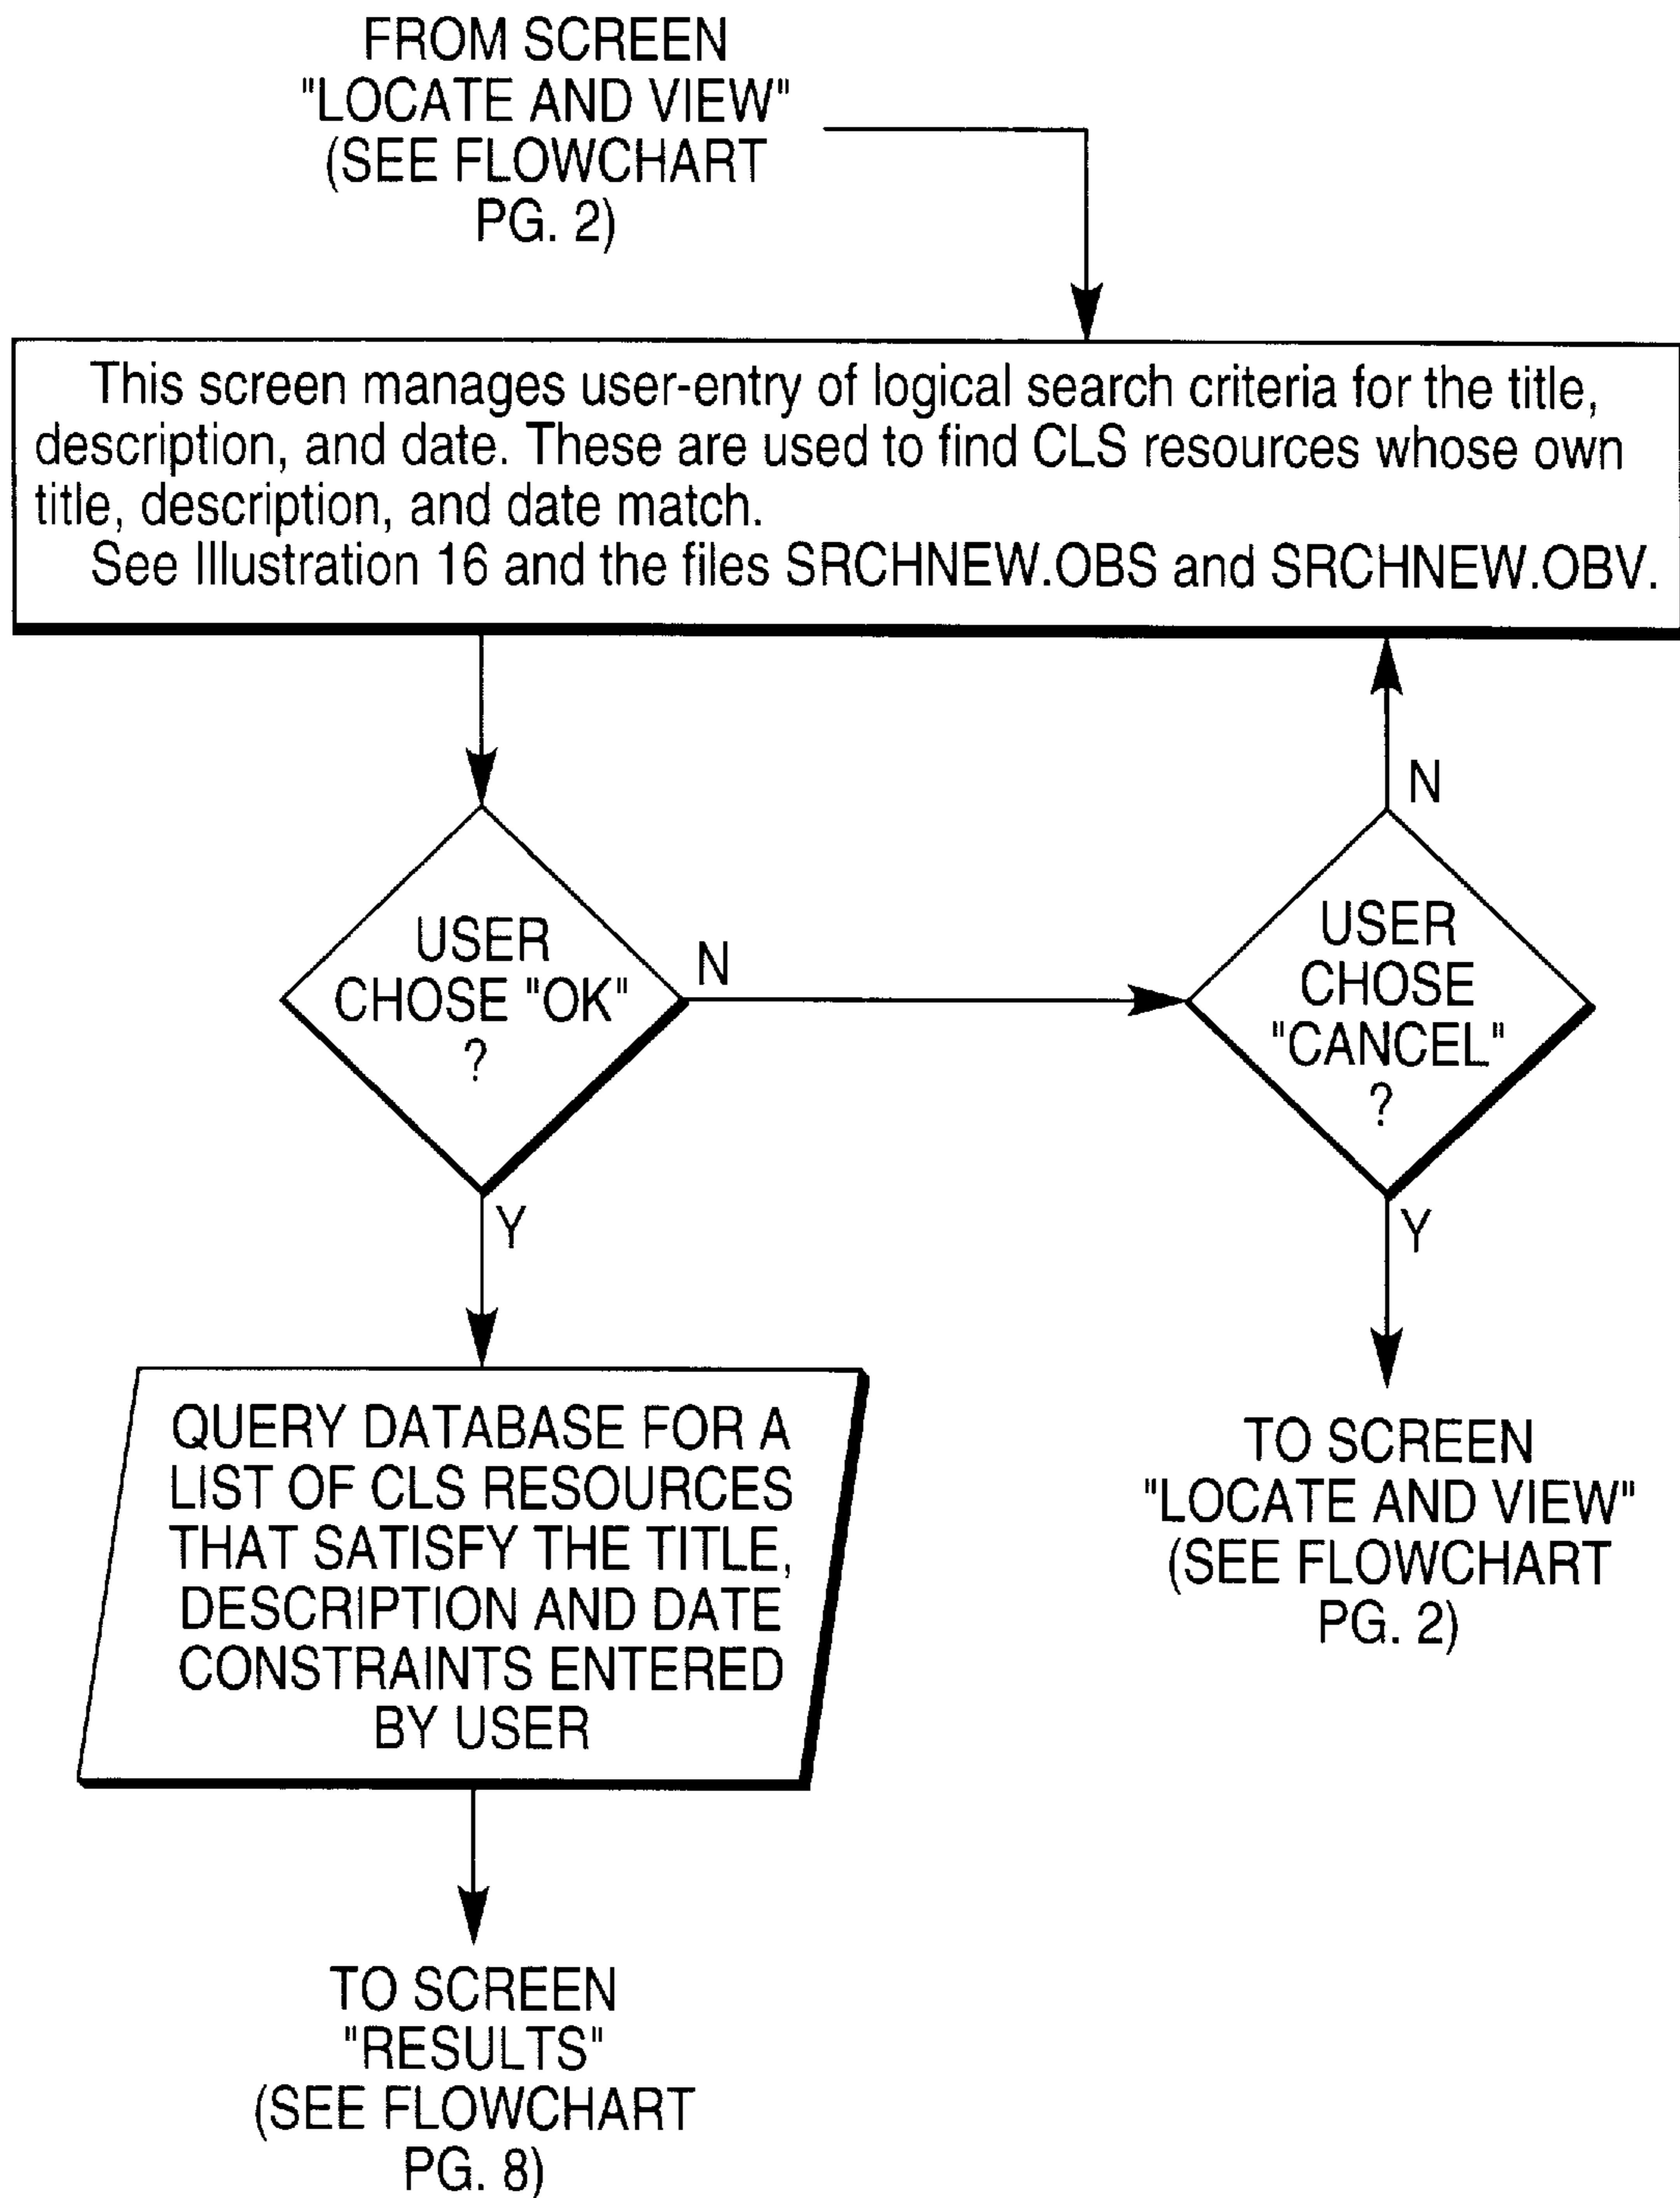 FROM SCREEN
"LOCATE AND VIEW"
(SEE FLOWCHART
PG. 2)
This screen manages user-entry of logical search criteria for the title,
description, and date. These are used to find CLS resources whose own
title, description, and date match.
See Illustration 16 and the files SRCHNEW.OBS and SRCHNEW.OBV.
USER
CHOSE "OK"
?
N
Y
USER
CHOSE
"CANCEL"
?
N
Y
QUERY DATABASE FOR A
LIST OF CLS RESOURCES
THAT SATISFY THE TITLE,
DESCRIPTION AND DATE
CONSTRAINTS ENTERED
BY USER
TO SCREEN
"LOCATE AND VIEW"
(SEE FLOWCHART
PG. 2)
TO SCREEN
"RESULTS"
(SEE FLOWCHART
PG. 8)